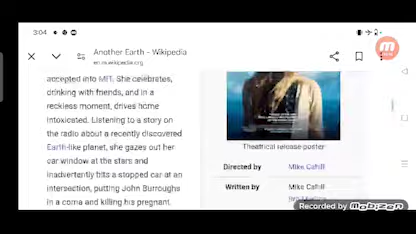 3:04
Another Earth - Wikipedia
en.m.wikipedia.org
accepted into MIT. She celebrates,
drinking with friends, and in a
reckless moment, drives home
intoxicated. Listening to a story on
the radio about a recently discovered
Earth-like planet, she gazes out her
car window at the stars and
inadvertently hits a stopped car at an
intersection, putting John Burroughs
in a coma and killing his pregnant
Theatrical release poster
Directed by Mike Cahill
Written by Mike Cahill
Recorded by Mobizen